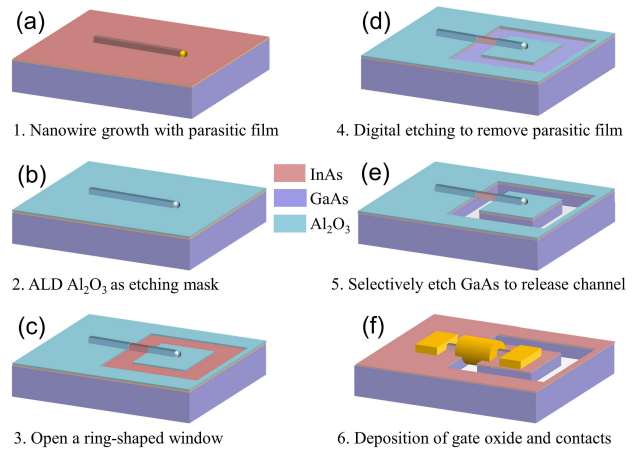 (a)
1. Nanowire growth with parasitic film
(b)
2. ALD Al₂O₃ as etching mask
(c)
3. Open a ring-shaped window
InAs
GaAs
Al₂O₃
(d)
4. Digital etching to remove parasitic film
(e)
5. Selectively etch GaAs to release channel
(f)
6. Deposition of gate oxide and contacts